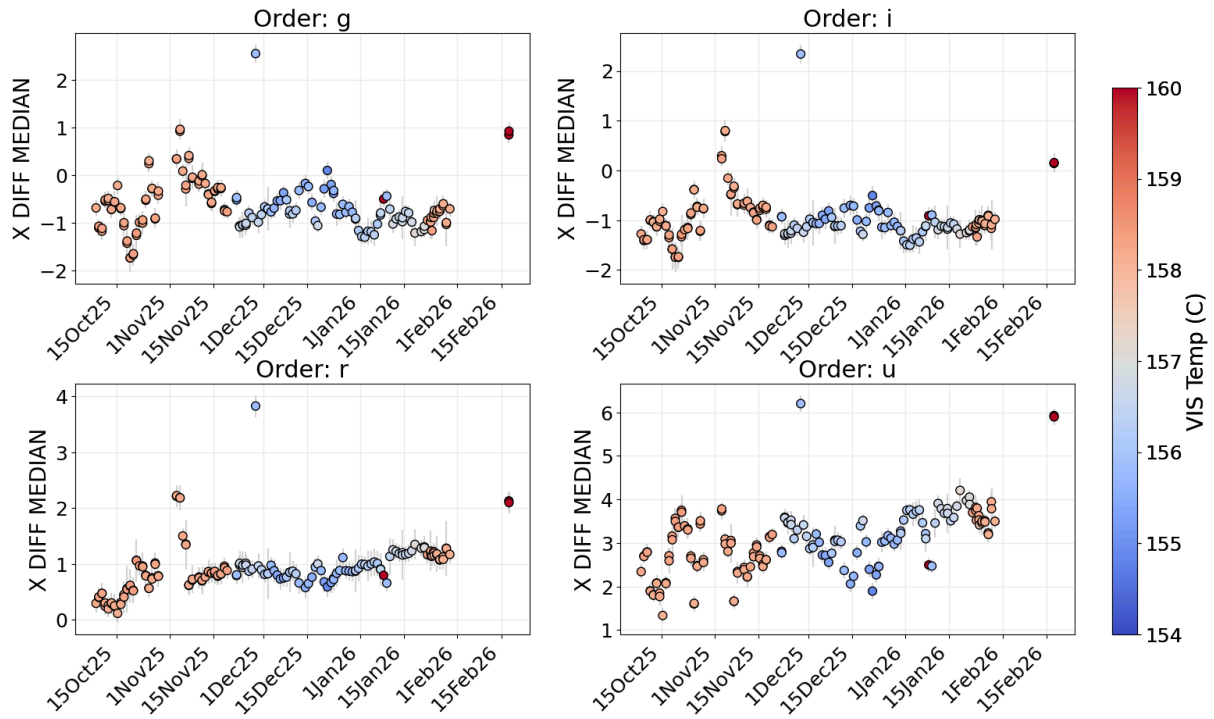 Order: g
X DIFF MEDIAN
2
1
0
−1
−2
15Oct25
1Nov25
15Nov25
1Dec25
15Dec25
1Jan26
15Jan26
1Feb26
15Feb26
Order: i
X DIFF MEDIAN
2
1
0
−1
−2
15Oct25
1Nov25
15Nov25
1Dec25
15Dec25
1Jan26
15Jan26
1Feb26
15Feb26
Order: r
X DIFF MEDIAN
4
3
2
1
0
15Oct25
1Nov25
15Nov25
1Dec25
15Dec25
1Jan26
15Jan26
1Feb26
15Feb26
Order: u
X DIFF MEDIAN
6
5
4
3
2
1
15Oct25
1Nov25
15Nov25
1Dec25
15Dec25
1Jan26
15Jan26
1Feb26
15Feb26
160
159
158
157
156
155
154
VIS Temp (C)